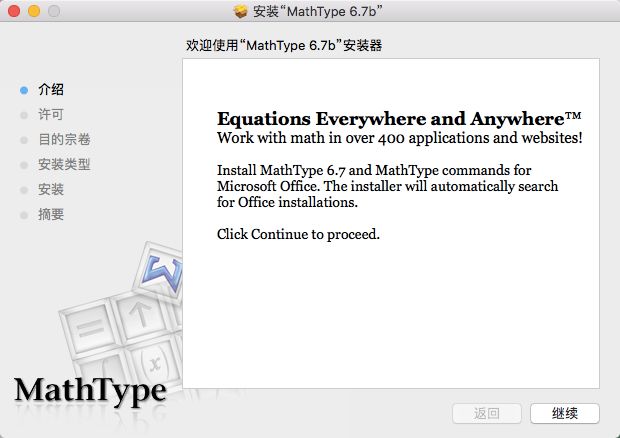 安装“MathType 6.7b”
欢迎使用“MathType 6.7b”安装器
介绍
许可
目的宗卷
安装类型
安装
摘要
Equations Everywhere and Anywhere™
Work with math in over 400 applications and websites!
Install MathType 6.7 and MathType commands for
Microsoft Office. The installer will automatically search
for Office installations.
Click Continue to proceed.
=
↑
(x)
MathType
返回
继续